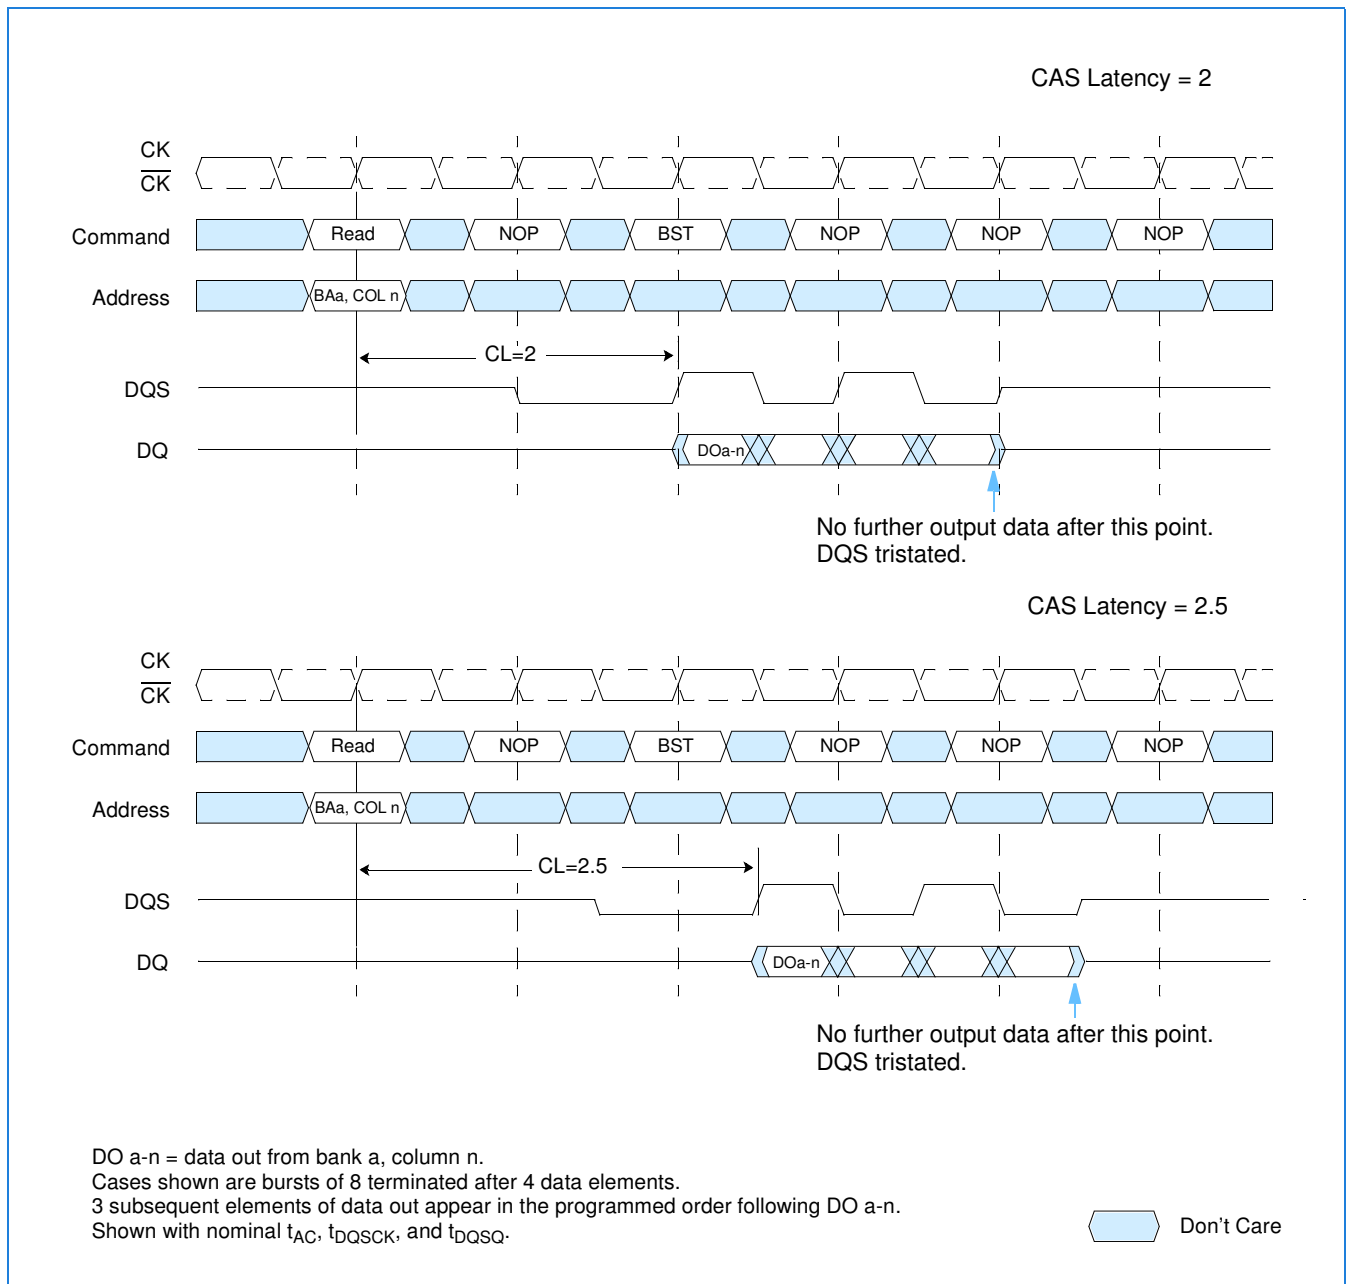 CAS Latency = 2
CK
CK
Command Read NOP BST NOP NOP NOP
Address BAa, COL n
CL=2
DQS
DQ DOa-n
No further output data after this point.
DQS tristated.
CAS Latency = 2.5
CK
CK
Command Read NOP BST NOP NOP NOP
Address BAa, COL n
CL=2.5
DQS
DQ DOa-n
No further output data after this point.
DQS tristated.
DO a-n = data out from bank a, column n.
Cases shown are bursts of 8 terminated after 4 data elements.
3 subsequent elements of data out appear in the programmed order following DO a-n.
Shown with nominal tAC, tDQSCK, and tDQSQ.
Don't Care